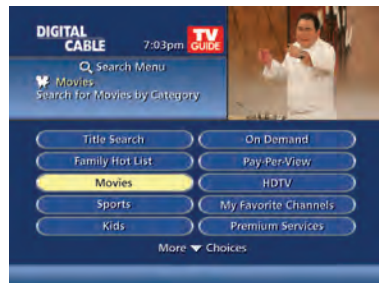 DIGITAL
CABLE
7:03pm
TV
GUIDE
Search Menu
Movies
Search for Movies by Category
Title Search
On Demand
Family Hot List
Pay-Per-View
Movies
HDTV
Sports
My Favorite Channels
Kids
Premium Services
More Choices